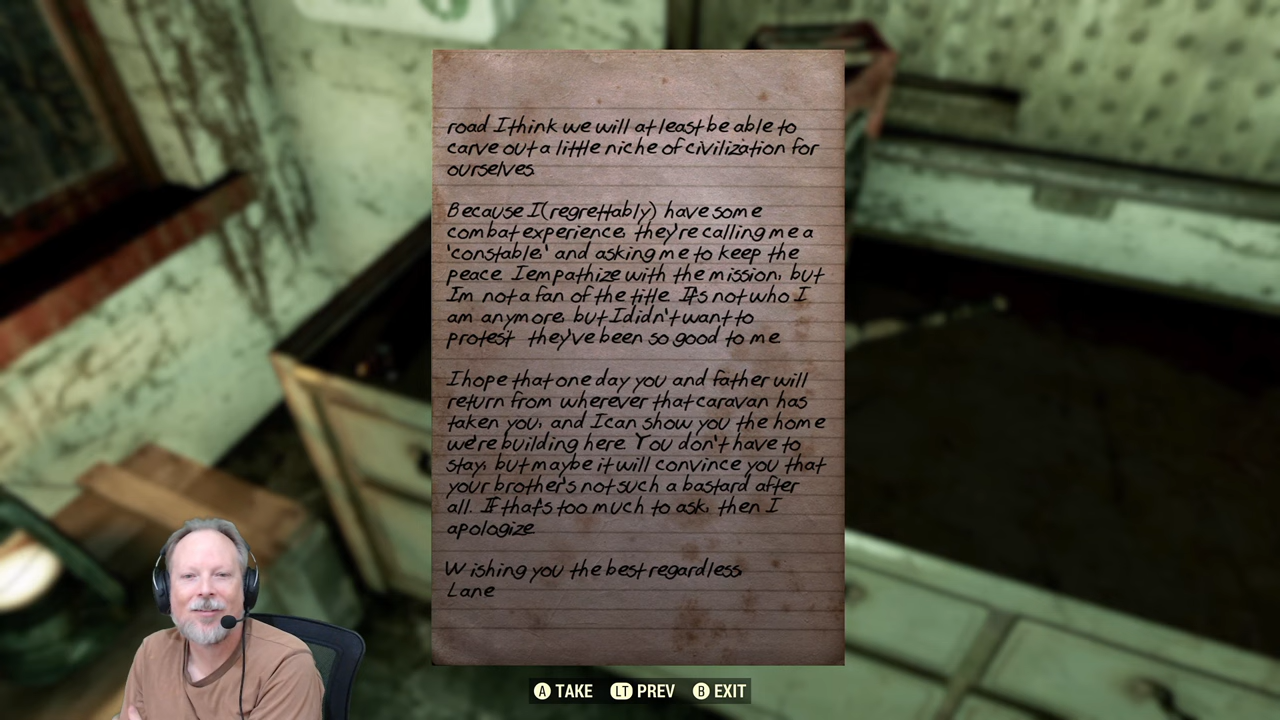 road I think we will at least be able to
carve out a little niche of civilization for
ourselves.
Because I (regrettably) have some
combat experience, they're calling me a
'constable,' and asking me to keep the
peace. I empathize with the mission, but
I'm not a fan of the title. It's not who I
am anymore, but I didn't want to
protest they've been so good to me
I hope that one day you and father will
return from wherever that caravan has
taken you, and I can show you the home
we're building here. You don't have to
stay, but maybe it will convince you that
your brother's not such a bastard after
all. If that's too much to ask, then I
apologize.
Wishing you the best regardless,
Lane
A TAKE LT PREV B EXIT